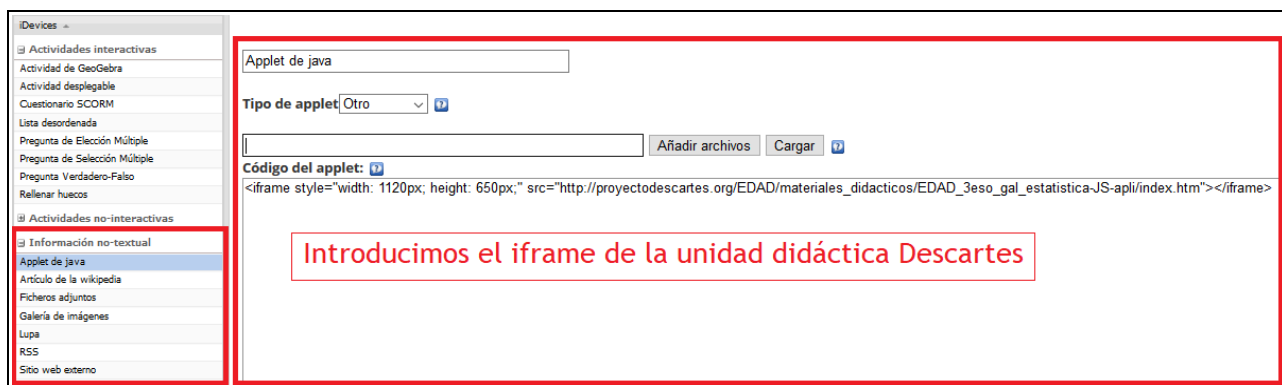 iDevices
Actividades interactivas
Actividad de GeoGebra
Actividad desplegable
Cuestionario SCORM
Lista desordenada
Pregunta de Elección Múltiple
Pregunta de Selección Múltiple
Pregunta Verdadero-Falso
Rellenar huecos
Actividades no-interactivas
Información no-textual
Applet de java
Artículo de la wikipedia
Ficheros adjuntos
Galería de imágenes
Lupa
RSS
Sitio web externo
Applet de java
Tipo de applet Otro
Añadir archivos Cargar
Código del applet:
<iframe style="width: 1120px; height: 650px;" src="http://proyectodescartes.org/EDAD/materiales_didacticos/EDAD_3eso_gal_estatistica-JS-apli/index.htm"></iframe>
Introducimos el iframe de la unidad didáctica Descartes